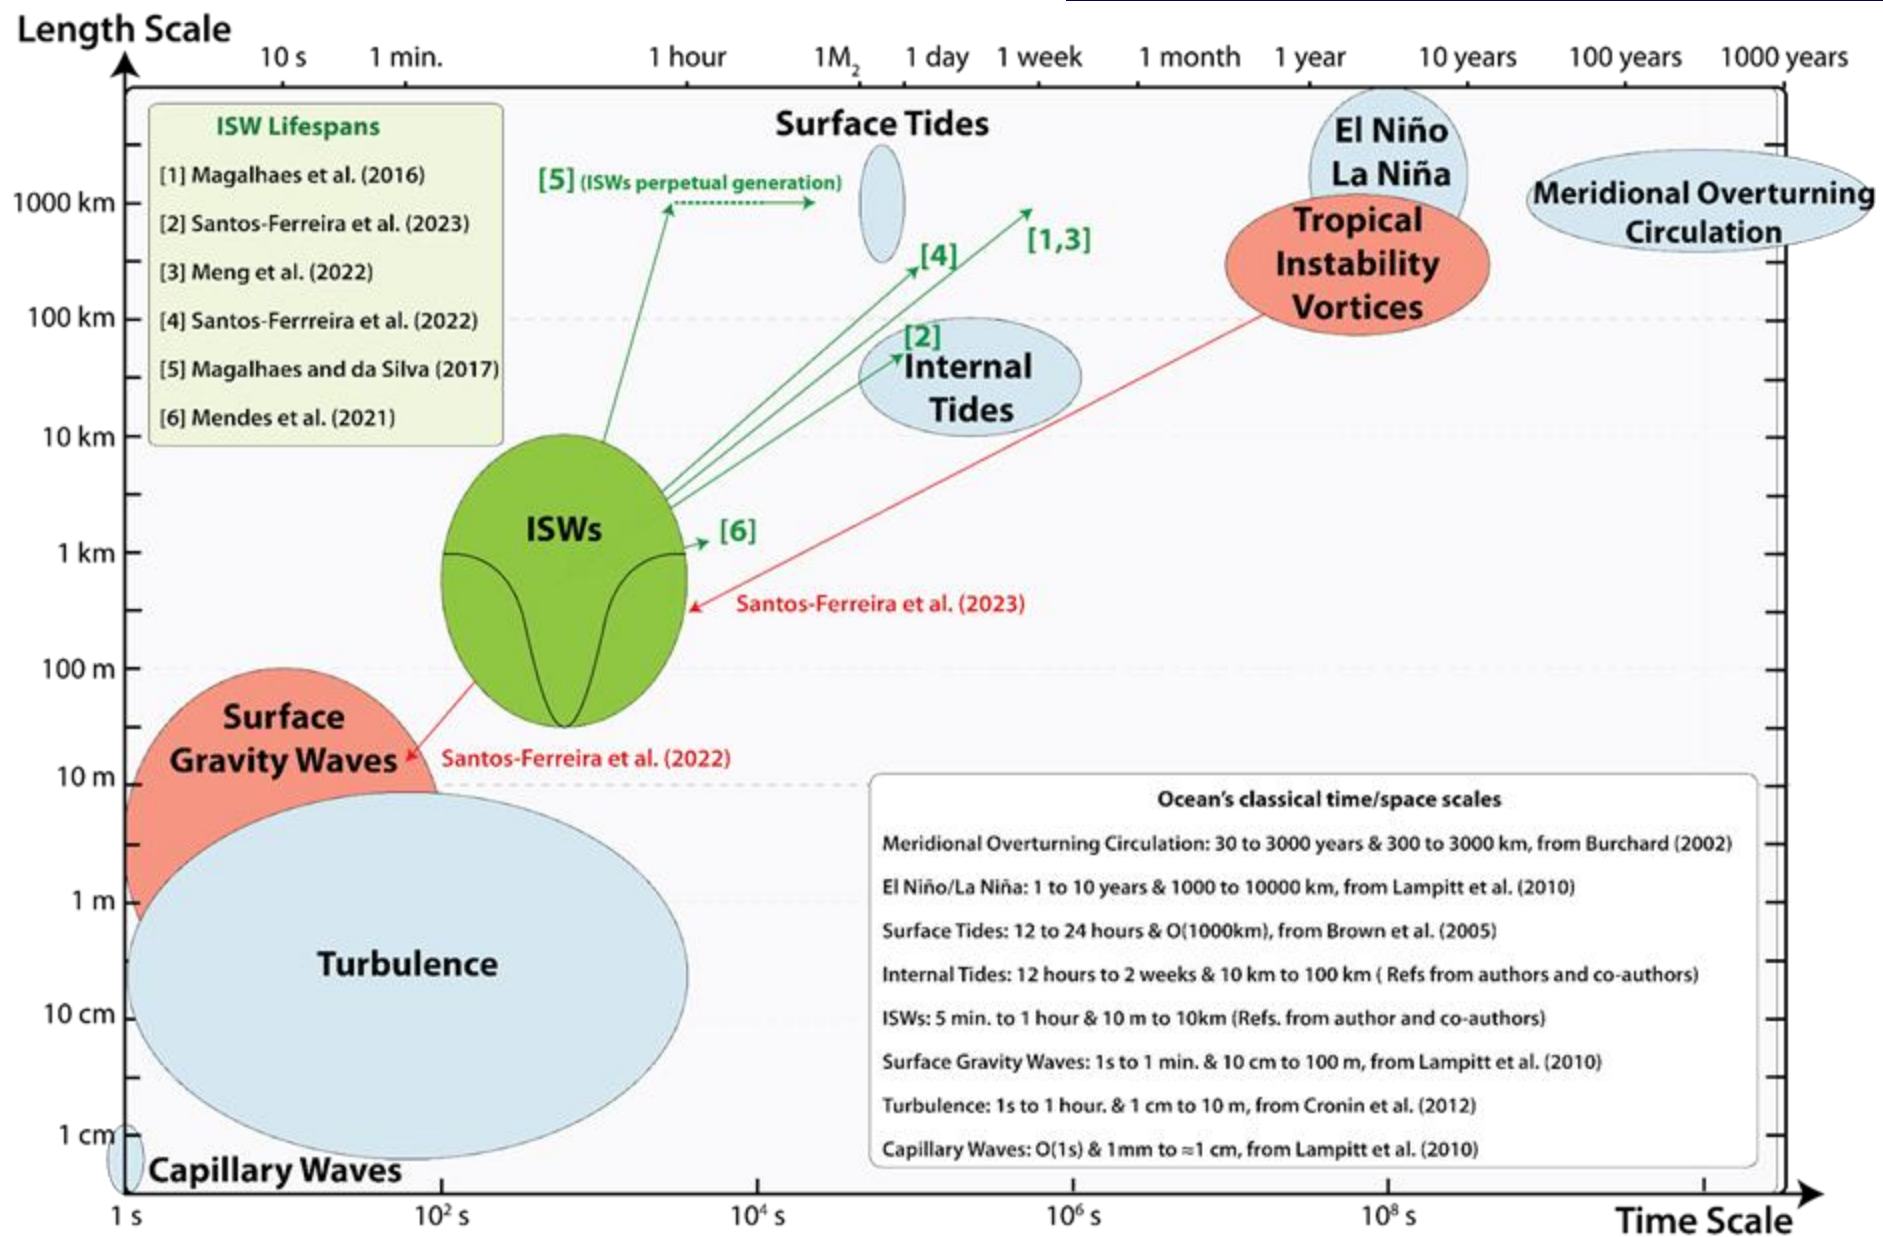 Length Scale
10 s
1 min.
1 hour
1M₂
1 day
1 week
1 month
1 year
10 years
100 years
1000 years
ISW Lifespans
[1] Magalhaes et al. (2016)
[2] Santos-Ferreira et al. (2023)
[3] Meng et al. (2022)
[4] Santos-Ferrreira et al. (2022)
[5] Magalhaes and da Silva (2017)
[6] Mendes et al. (2021)
Surface Tides
[5] (ISWs perpetual generation)
[4]
[1,3]
[2]
Internal
Tides
El Niño
La Niña
Tropical
Instability
Vortices
Meridional Overturning
Circulation
1000 km
100 km
10 km
1 km
100 m
10 m
1 m
10 cm
1 cm
ISWs
[6]
Santos-Ferreira et al. (2023)
Surface
Gravity Waves
Santos-Ferreira et al. (2022)
Turbulence
Capillary Waves
Ocean's classical time/space scales
Meridional Overturning Circulation: 30 to 3000 years & 300 to 3000 km, from Burchard (2002)
El Niño/La Niña: 1 to 10 years & 1000 to 10000 km, from Lampitt et al. (2010)
Surface Tides: 12 to 24 hours & O(1000km), from Brown et al. (2005)
Internal Tides: 12 hours to 2 weeks & 10 km to 100 km ( Refs from authors and co-authors)
ISWs: 5 min. to 1 hour & 10 m to 10km (Refs. from author and co-authors)
Surface Gravity Waves: 1s to 1 min. & 10 cm to 100 m, from Lampitt et al. (2010)
Turbulence: 1s to 1 hour. & 1 cm to 10 m, from Cronin et al. (2012)
Capillary Waves: O(1s) & 1mm to ≈1 cm, from Lampitt et al. (2010)
1 s
10² s
10⁴ s
10⁶ s
10⁸ s
Time Scale